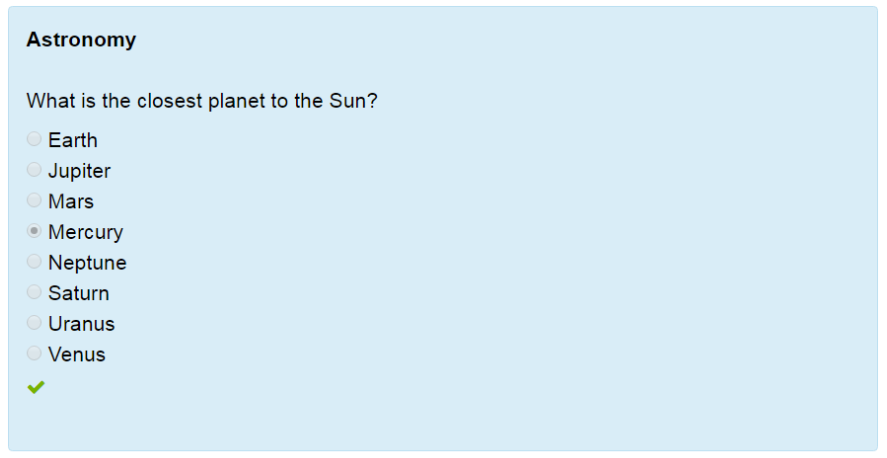 Astronomy
What is the closest planet to the Sun?
Earth
Jupiter
Mars
Mercury
Neptune
Saturn
Uranus
Venus